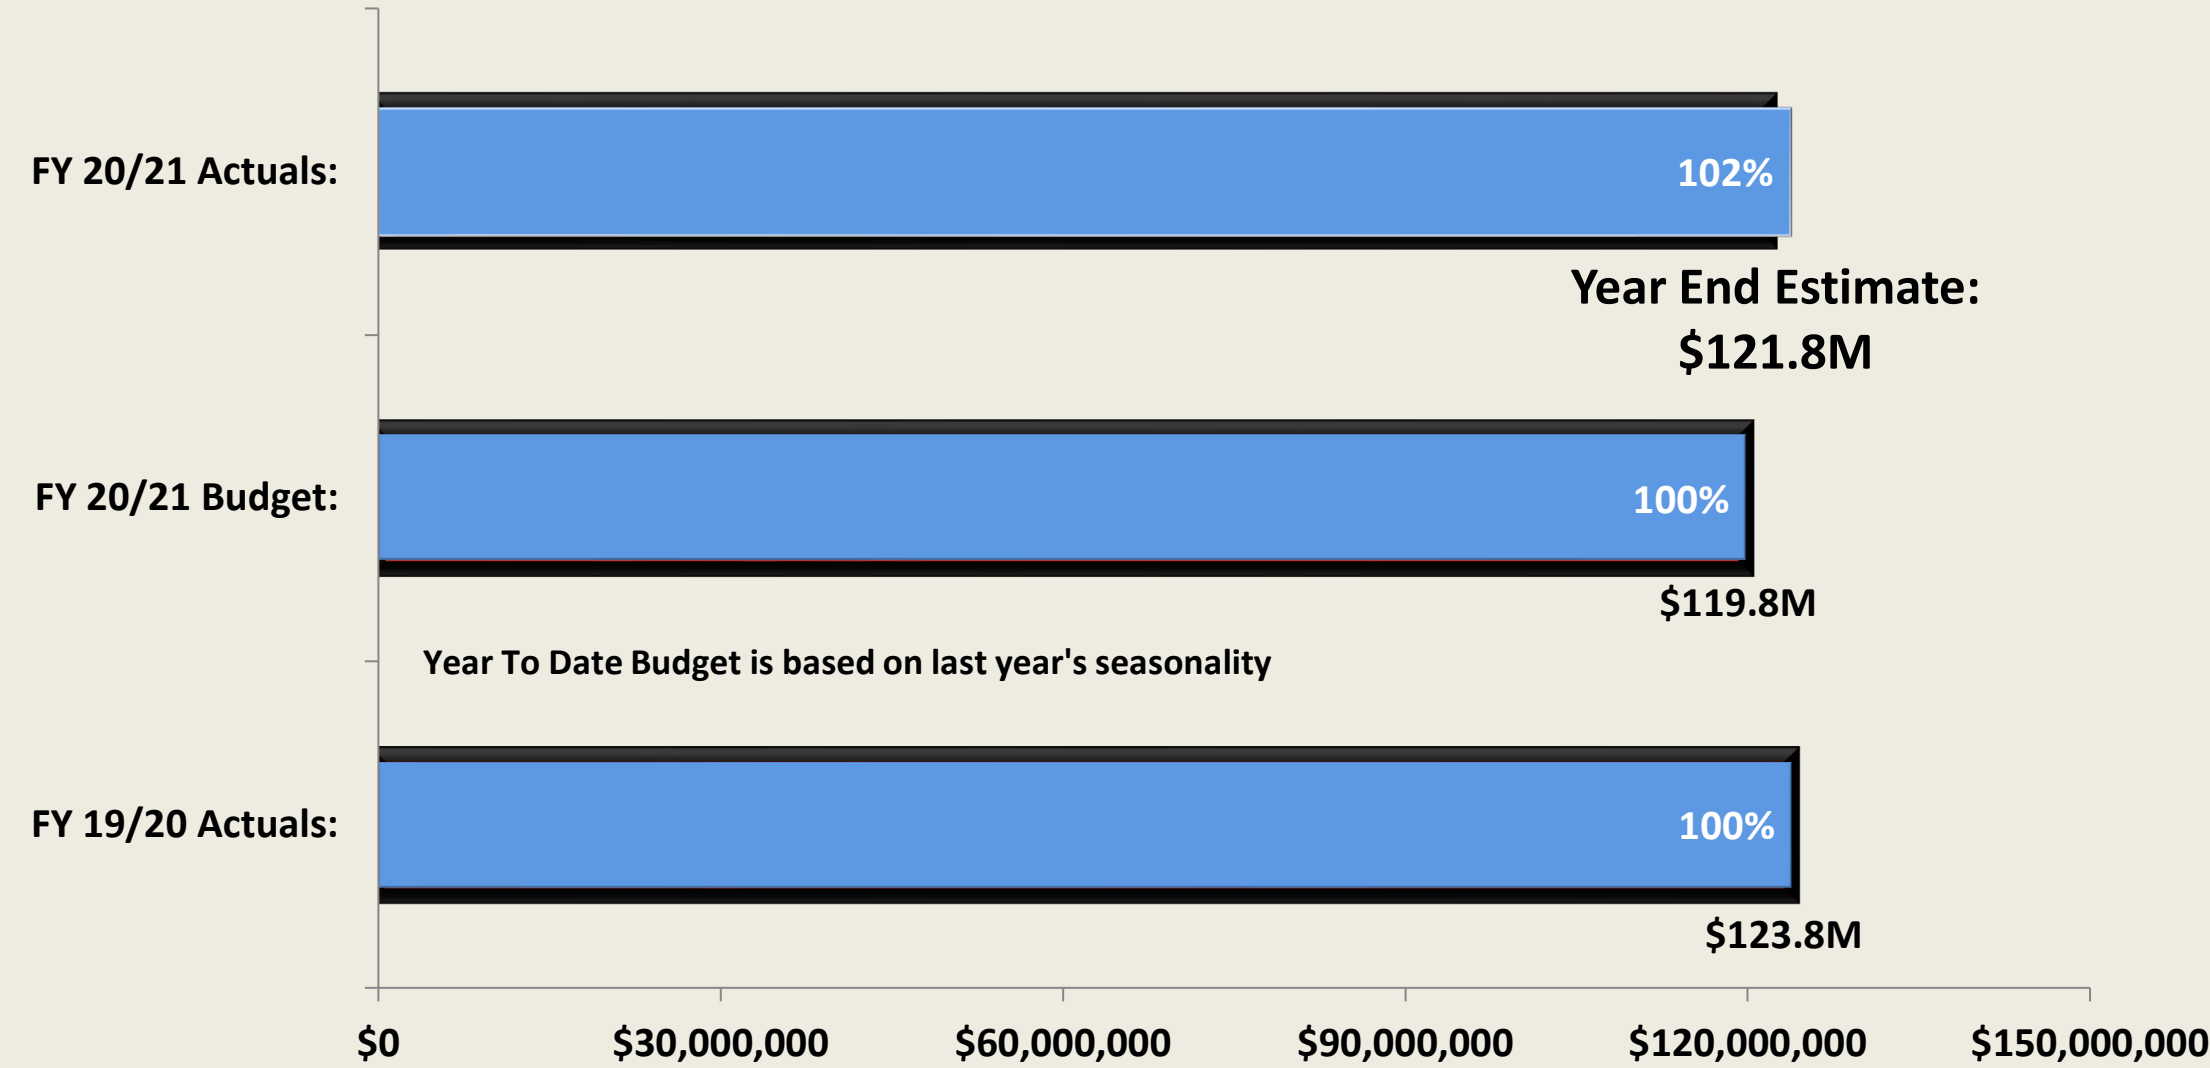 FY 20/21 Actuals:
102%
Year End Estimate:
$121.8M
FY 20/21 Budget:
100%
$119.8M
Year To Date Budget is based on last year's seasonality
FY 19/20 Actuals:
100%
$123.8M
$0 $30,000,000 $60,000,000 $90,000,000 $120,000,000 $150,000,000